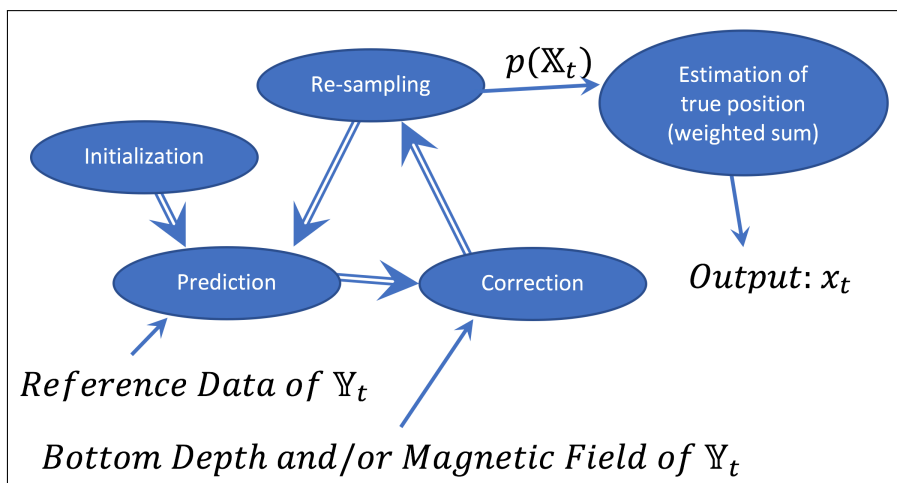 Re-sampling
p(𝕏ₜ)
Estimation of
true position
(weighted sum)
Initialization
Prediction
Correction
Output: xₜ
Reference Data of 𝕐ₜ
Bottom Depth and/or Magnetic Field of 𝕐ₜ